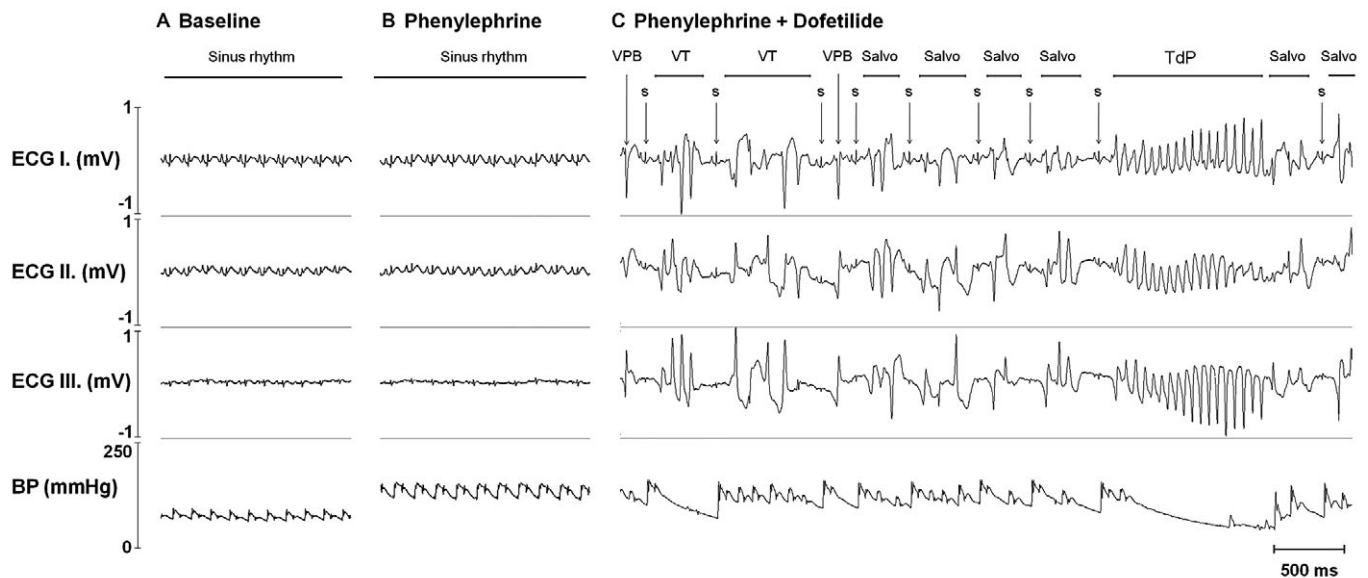 A Baseline
B Phenylephrine
C Phenylephrine + Dofetilide
Sinus rhythm
Sinus rhythm
VPB VT VT VPB Salvo Salvo Salvo Salvo TdP Salvo Salvo
s s s s s s s s s
ECG I. (mV)
1
-1
ECG II. (mV)
1
-1
ECG III. (mV)
1
-1
BP (mmHg)
250
0
500 ms